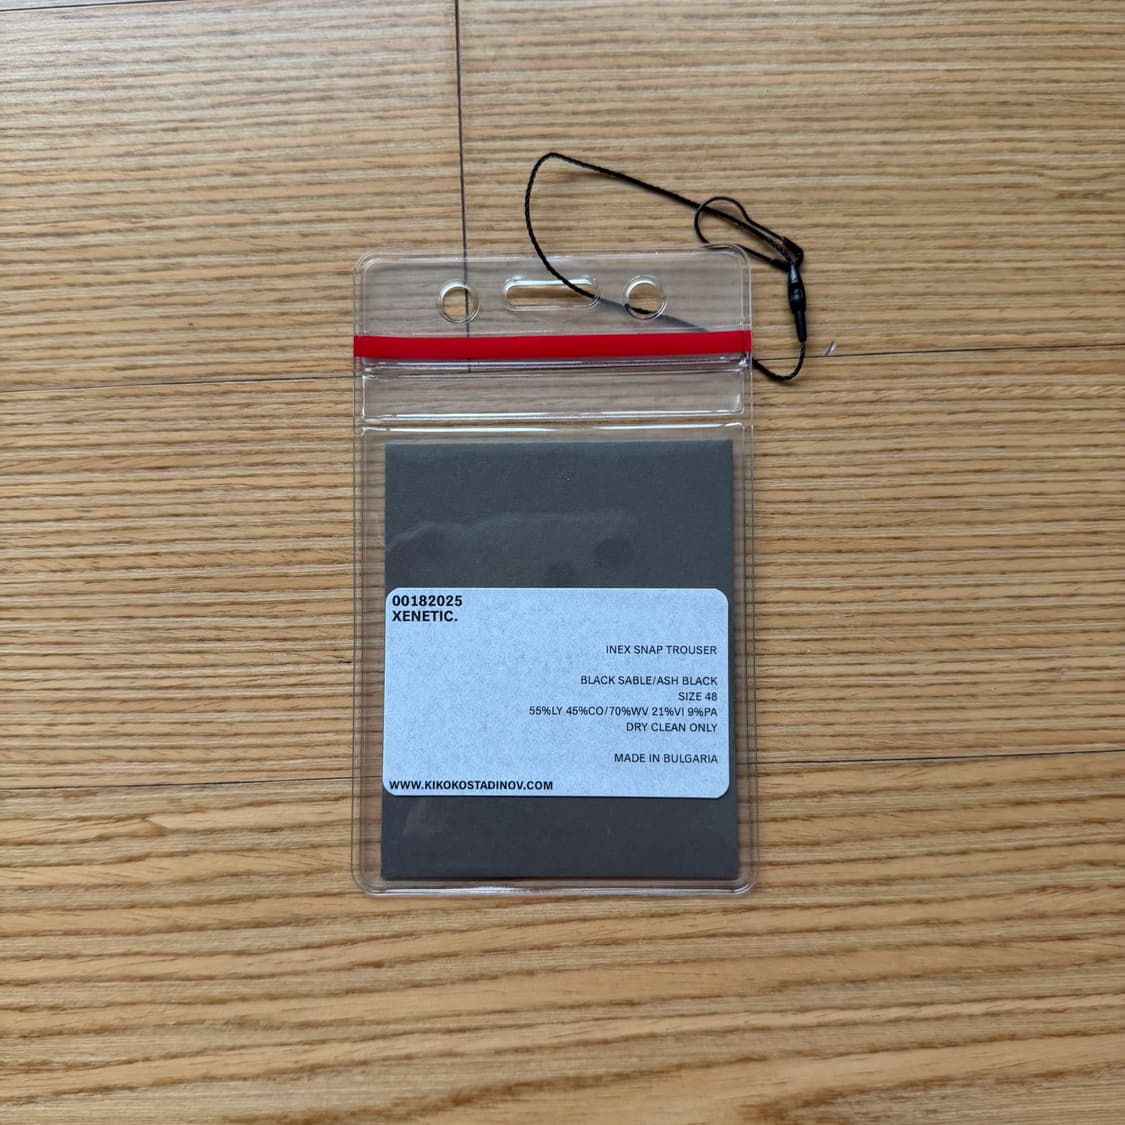 00182025
XENETIC.
INEX SNAP TROUSER
BLACK SABLE/ASH BLACK
SIZE 48
55%LY 45%CO/70%WV 21%VI 9%PA
DRY CLEAN ONLY
MADE IN BULGARIA
WWW.KIKOKOSTADINOV.COM